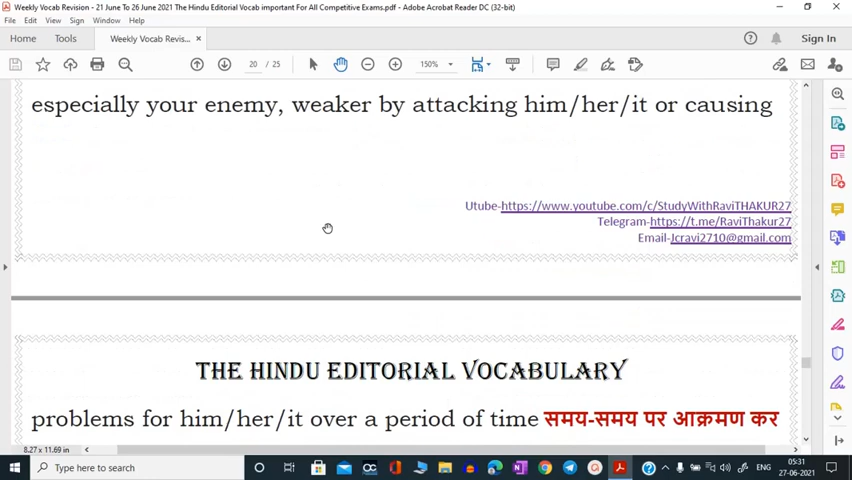 Weekly Vocab Revision - 21 June To 26 June 2021 The Hindu Editorial Vocab important For All Competitive Exams.pdf - Adobe Acrobat Reader DC (32-bit)
File Edit View Sign Window Help
Home Tools Weekly Vocab Revis... × Sign In
20 / 25 150%
especially your enemy, weaker by attacking him/her/it or causing
Utube-https://www.youtube.com/c/StudyWithRaviTHAKUR27
Telegram-https://t.me/RaviThakur27
Email-Jcravi2710@gmail.com
THE HINDU EDITORIAL VOCABULARY
problems for him/her/it over a period of time समय-समय पर आक्रमण कर
8.27 x 11.69 in
Type here to search
ENG
05:31
27-06-2021